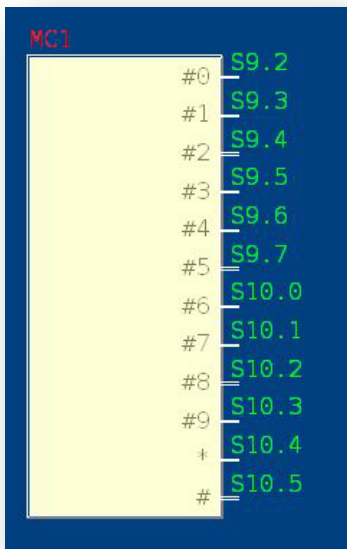 MC1
#0 S9.2
#1 S9.3
#2 S9.4
#3 S9.5
#4 S9.6
#5 S9.7
#6 S10.0
#7 S10.1
#8 S10.2
#9 S10.3
* S10.4
# S10.5